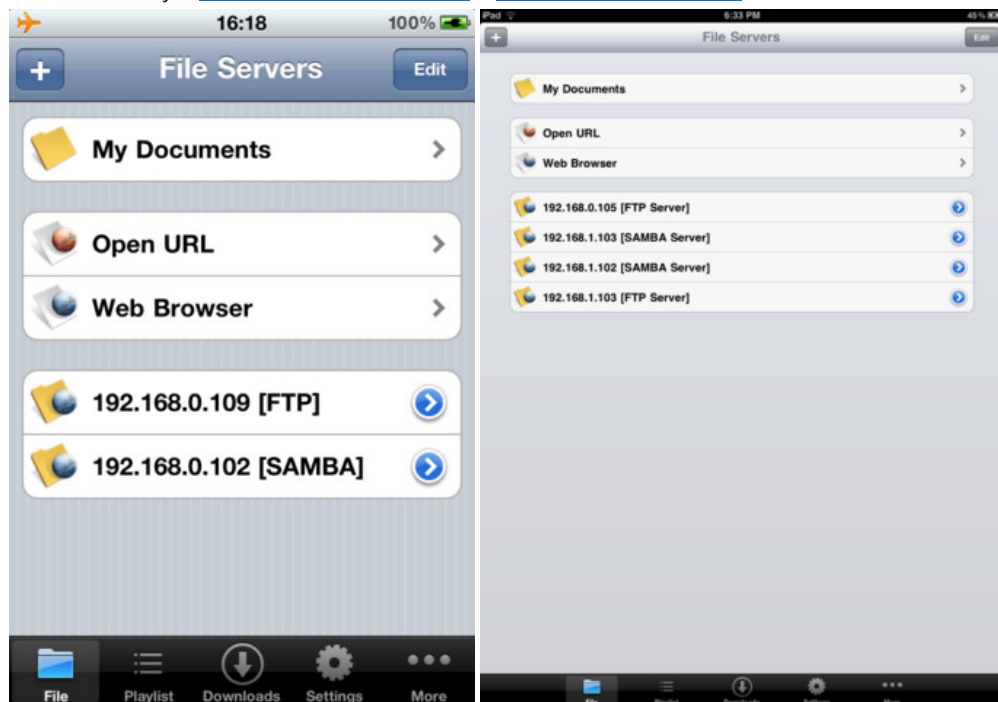 16:18 100%
+ File Servers Edit
My Documents
Open URL
Web Browser
192.168.0.109 [FTP]
192.168.0.102 [SAMBA]
File Playlist Downloads Settings More
iPad 6:33 PM 45%
+ File Servers Edit
My Documents
Open URL
Web Browser
192.168.0.105 [FTP Server]
192.168.1.103 [SAMBA Server]
192.168.1.102 [SAMBA Server]
192.168.1.103 [FTP Server]